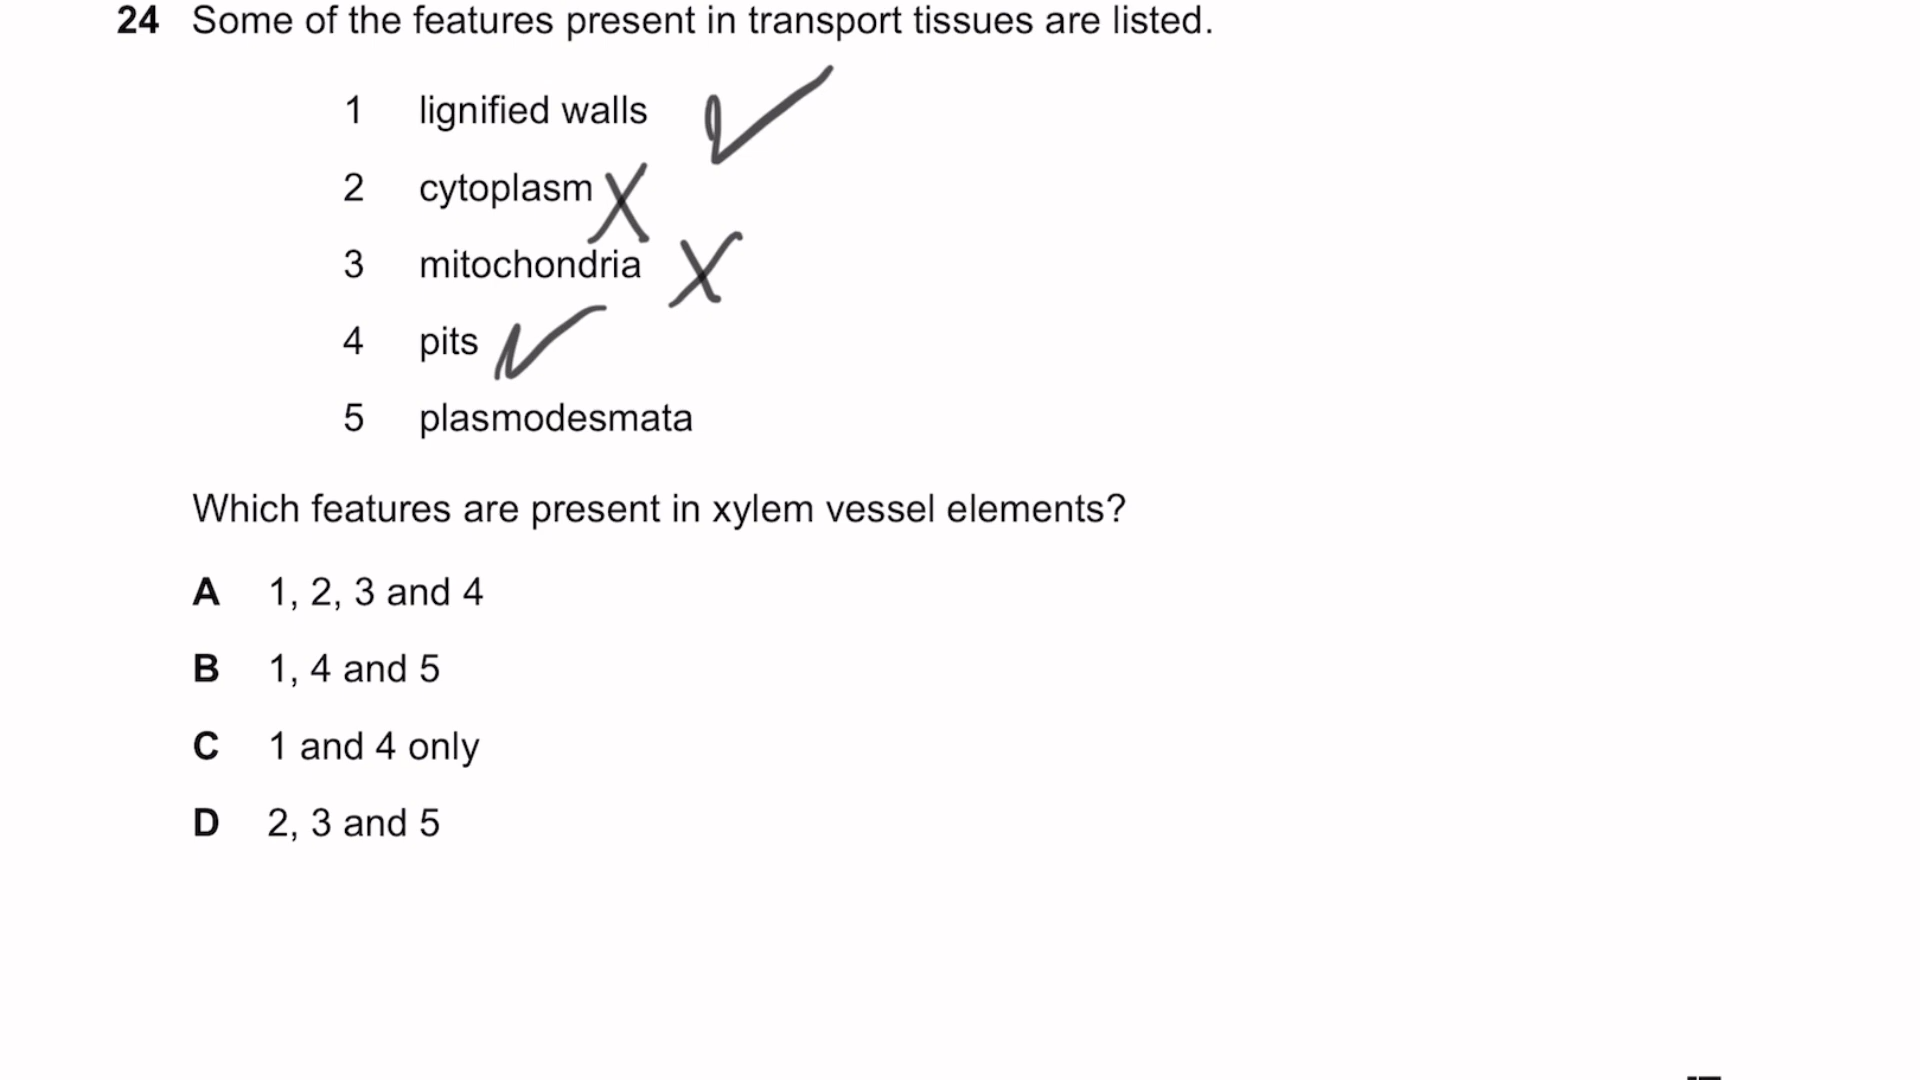 24 Some of the features present in transport tissues are listed.
1 lignified walls
2 cytoplasm
3 mitochondria
4 pits
5 plasmodesmata
Which features are present in xylem vessel elements?
A 1, 2, 3 and 4
B 1, 4 and 5
C 1 and 4 only
D 2, 3 and 5